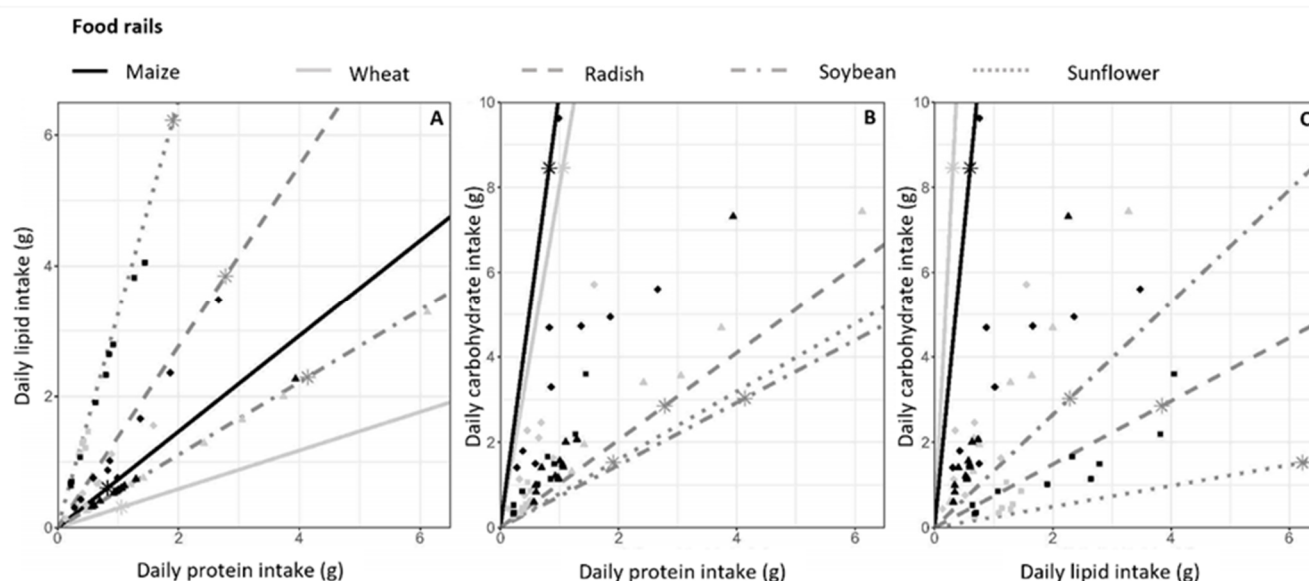 Food rails
Maize Wheat Radish Soybean Sunflower
A
Daily lipid intake (g)
6
4
2
0
0 2 4 6
Daily protein intake (g)
B
Daily carbohydrate intake (g)
10
8
6
4
2
0
0 2 4 6
Daily protein intake (g)
C
Daily carbohydrate intake (g)
10
8
6
4
2
0
0 2 4 6
Daily lipid intake (g)